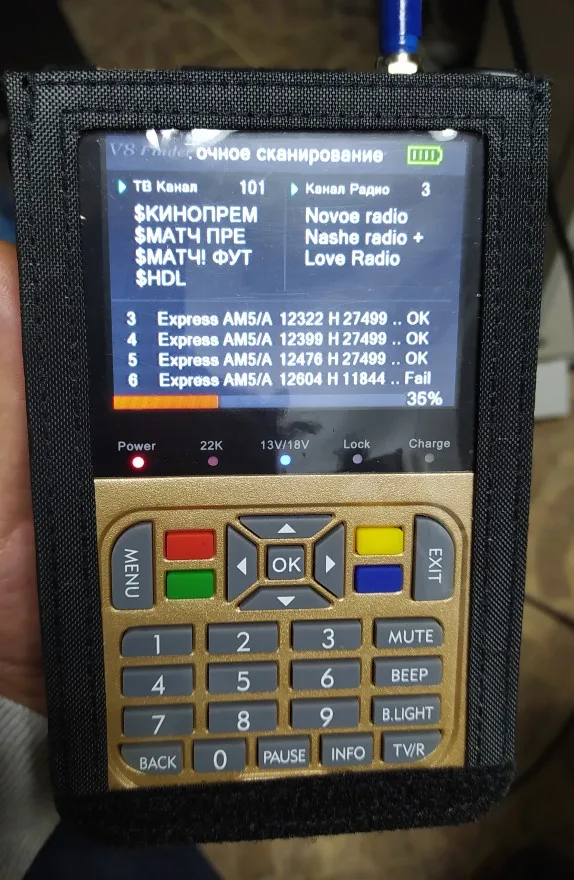 V8 Finder
очное сканирование
ТВ Канал 101
Канал Радио 3
$КИНОПРЕМ
$МАТЧ ПРЕ
$МАТЧ! ФУТ
$HDL
Novoe radio
Nashe radio +
Love Radio
3 Express AM5/A 12322 H 27499 .. OK
4 Express AM5/A 12399 H 27499 .. OK
5 Express AM5/A 12476 H 27499 .. OK
6 Express AM5/A 12604 H 11844 .. Fail
35%
Power 22K 13V/18V Lock Charge
MENU OK EXIT
1 2 3 MUTE
4 5 6 BEEP
7 8 9 B.LIGHT
BACK 0 PAUSE INFO TV/R